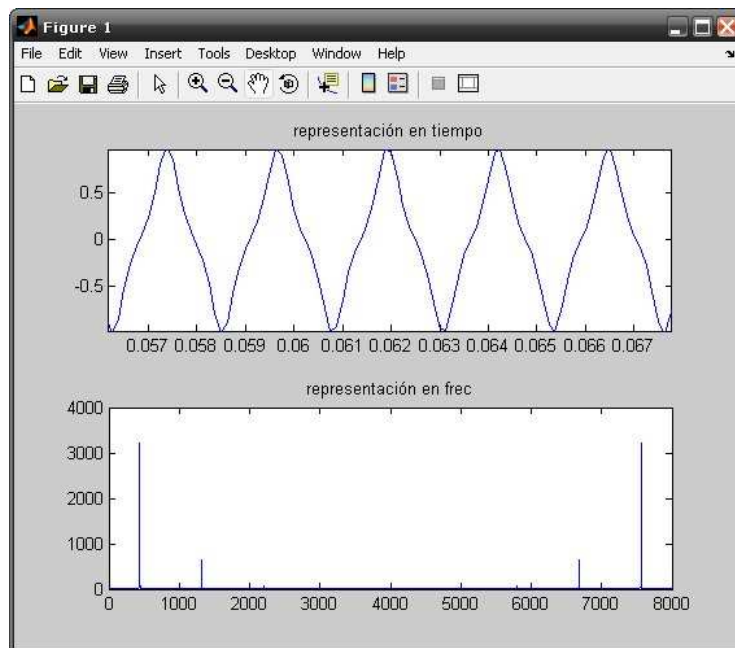 Figure 1
File Edit View Insert Tools Desktop Window Help
representación en tiempo
0.5
0
-0.5
0.057 0.058 0.059 0.06 0.061 0.062 0.063 0.064 0.065 0.066 0.067
representación en frec
4000
3000
2000
1000
0
0 1000 2000 3000 4000 5000 6000 7000 8000